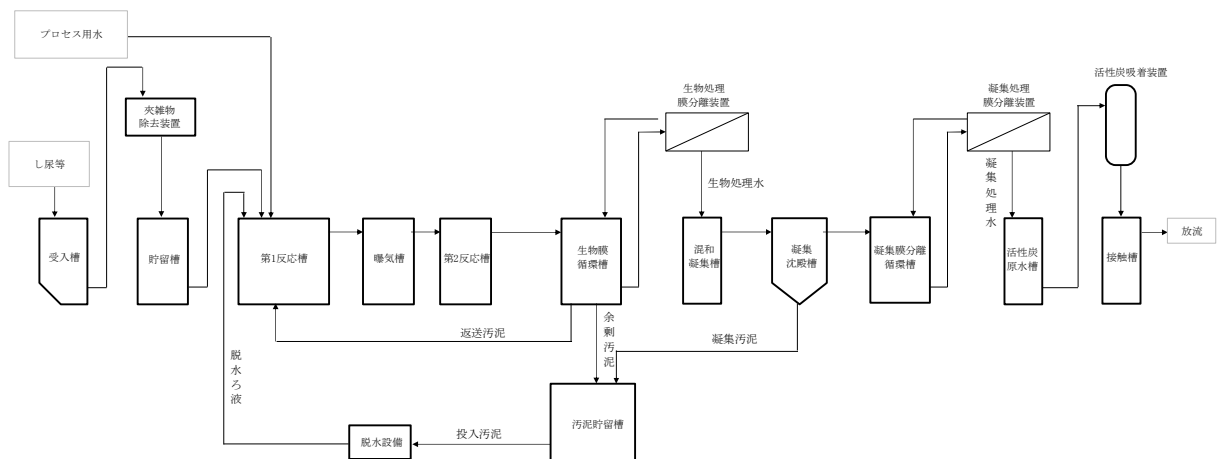 プロセス用水
夾雑物
除去装置
し尿等
受入槽
貯留槽
第1反応槽
曝気槽
第2反応槽
生物膜
循環槽
生物処理
膜分離装置
生物処理水
混和
凝集槽
凝集
沈殿槽
凝集膜分離
循環槽
凝集処理
膜分離装置
凝集処理水
活性炭
原水槽
活性炭吸着装置
接触槽
放流
返送汚泥
余剰汚泥
凝集汚泥
脱水ろ液
汚泥貯留槽
投入汚泥
脱水設備